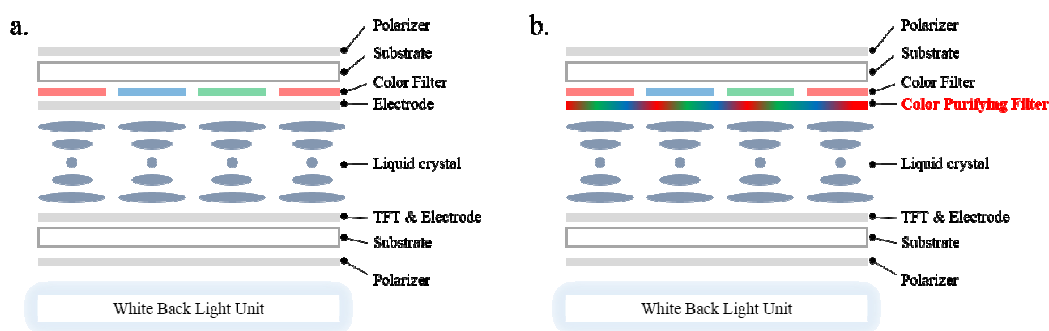 a.
Polarizer
Substrate
Color Filter
Electrode
Liquid crystal
TFT & Electrode
Substrate
Polarizer
White Back Light Unit
b.
Polarizer
Substrate
Color Filter
Color Purifying Filter
Liquid crystal
TFT & Electrode
Substrate
Polarizer
White Back Light Unit